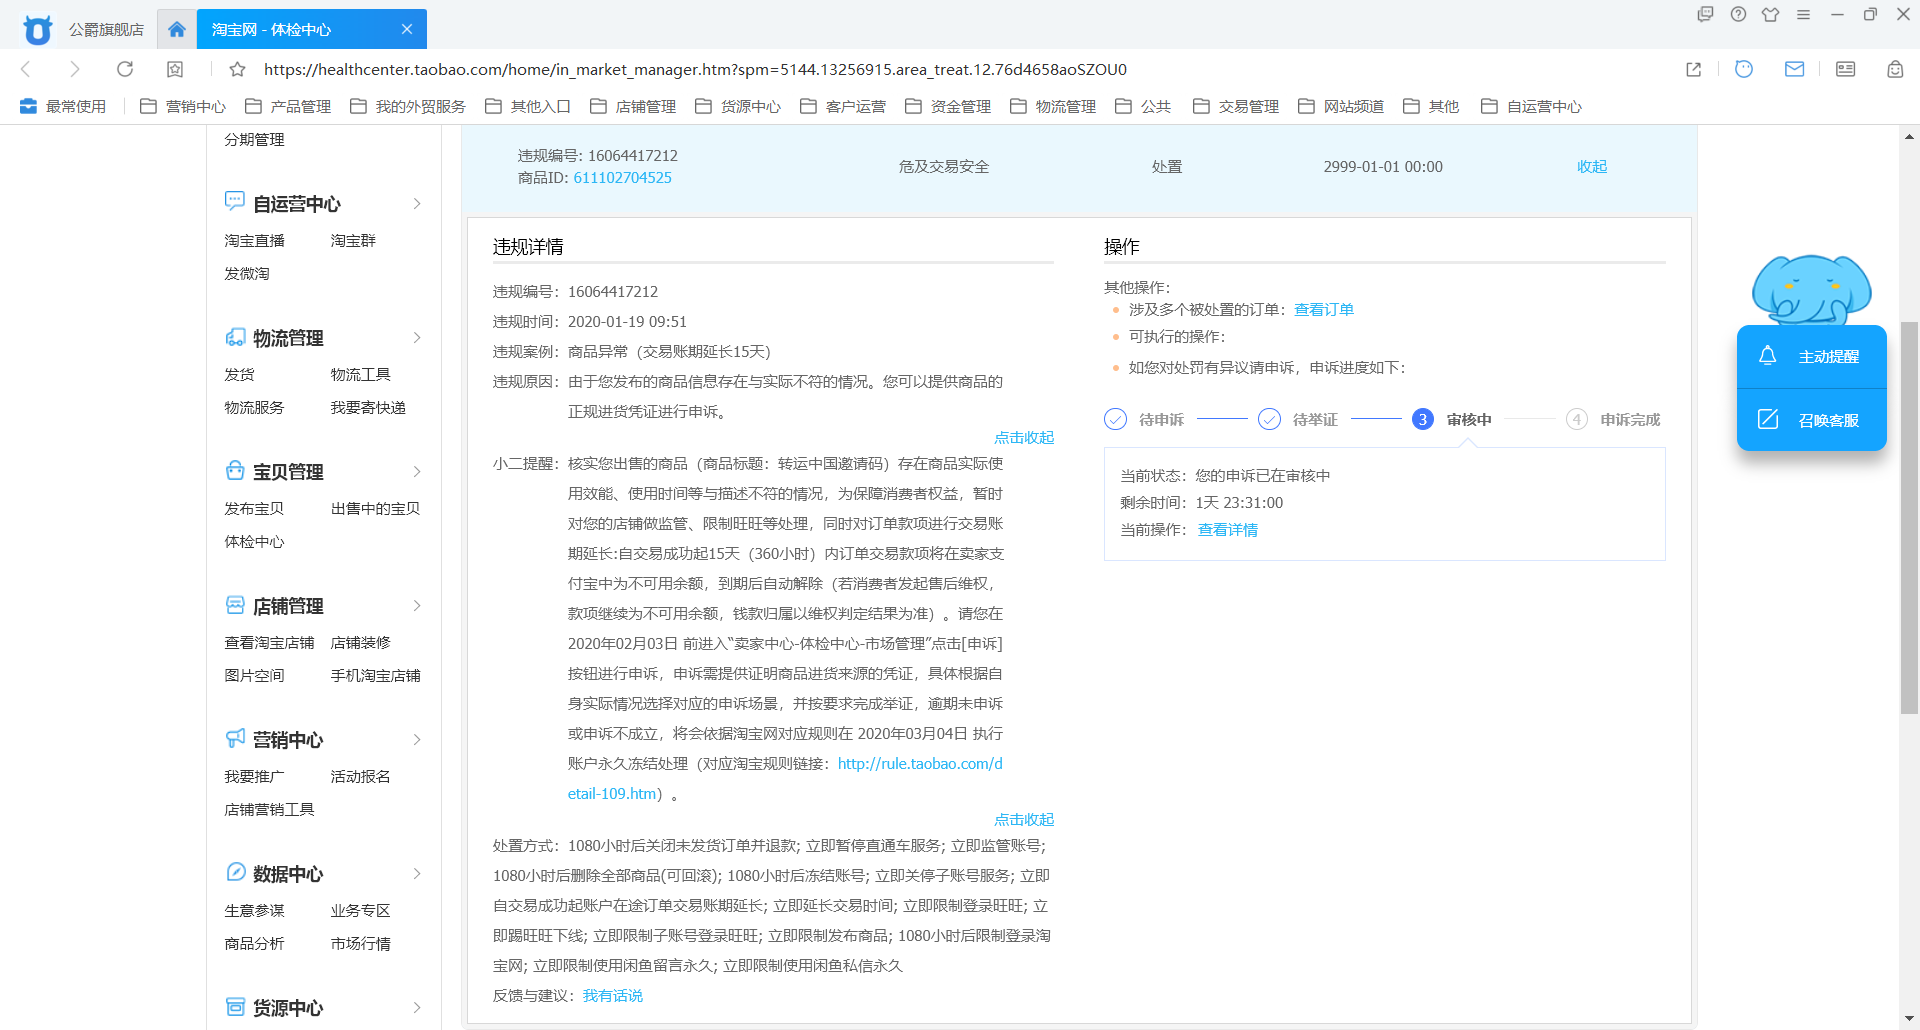 公爵旗舰店
淘宝网 - 体检中心
https://healthcenter.taobao.com/home/in_market_manager.htm?spm=5144.13256915.area_treat.12.76d4658aoSZOU0
最常使用 营销中心 产品管理 我的外贸服务 其他入口 店铺管理 货源中心 客户运营 资金管理 物流管理 公共 交易管理 网站频道 其他 自运营中心
分期管理
自运营中心
淘宝直播 淘宝群
发微淘
物流管理
发货 物流工具
物流服务 我要寄快递
宝贝管理
发布宝贝 出售中的宝贝
体检中心
店铺管理
查看淘宝店铺 店铺装修
图片空间 手机淘宝店铺
营销中心
我要推广 活动报名
店铺营销工具
数据中心
生意参谋 业务专区
商品分析 市场行情
货源中心
违规编号: 16064417212
商品ID: 611102704525
危及交易安全
处置
2999-01-01 00:00
收起
违规详情
违规编号：16064417212
违规时间：2020-01-19 09:51
违规案例：商品异常（交易账期延长15天）
违规原因：由于您发布的商品信息存在与实际不符的情况。您可以提供商品的
正规进货凭证进行申诉。
点击收起
小二提醒：核实您出售的商品（商品标题：转运中国邀请码）存在商品实际使
用效能、使用时间等与描述不符的情况，为保障消费者权益，暂时
对您的店铺做监管、限制旺旺等处理，同时对订单款项进行交易账
期延长:自交易成功起15天（360小时）内订单交易款项将在卖家支
付宝中为不可用余额，到期后自动解除（若消费者发起售后维权，
款项继续为不可用余额，钱款归属以维权判定结果为准）。请您在
2020年02月03日 前进入“卖家中心-体检中心-市场管理”点击[申诉]
按钮进行申诉，申诉需提供证明商品进货来源的凭证，具体根据自
身实际情况选择对应的申诉场景，并按要求完成举证，逾期未申诉
或申诉不成立，将会依据淘宝网对应规则在 2020年03月04日 执行
账户永久冻结处理（对应淘宝规则链接：http://rule.taobao.com/d
etail-109.htm）。
点击收起
处置方式：1080小时后关闭未发货订单并退款; 立即暂停直通车服务; 立即监管账号;
1080小时后删除全部商品(可回滚); 1080小时后冻结账号; 立即关停子账号服务; 立即
自交易成功起账户在途订单交易账期延长; 立即延长交易时间; 立即限制登录旺旺; 立
即踢旺旺下线; 立即限制子账号登录旺旺; 立即限制发布商品; 1080小时后限制登录淘
宝网; 立即限制使用闲鱼留言永久; 立即限制使用闲鱼私信永久
反馈与建议：我有话说
操作
其他操作：
涉及多个被处置的订单：查看订单
可执行的操作：
如您对处罚有异议请申诉，申诉进度如下：
待申诉 待举证 3 审核中 4 申诉完成
当前状态：您的申诉已在审核中
剩余时间：1天 23:31:00
当前操作：查看详情
主动提醒
召唤客服